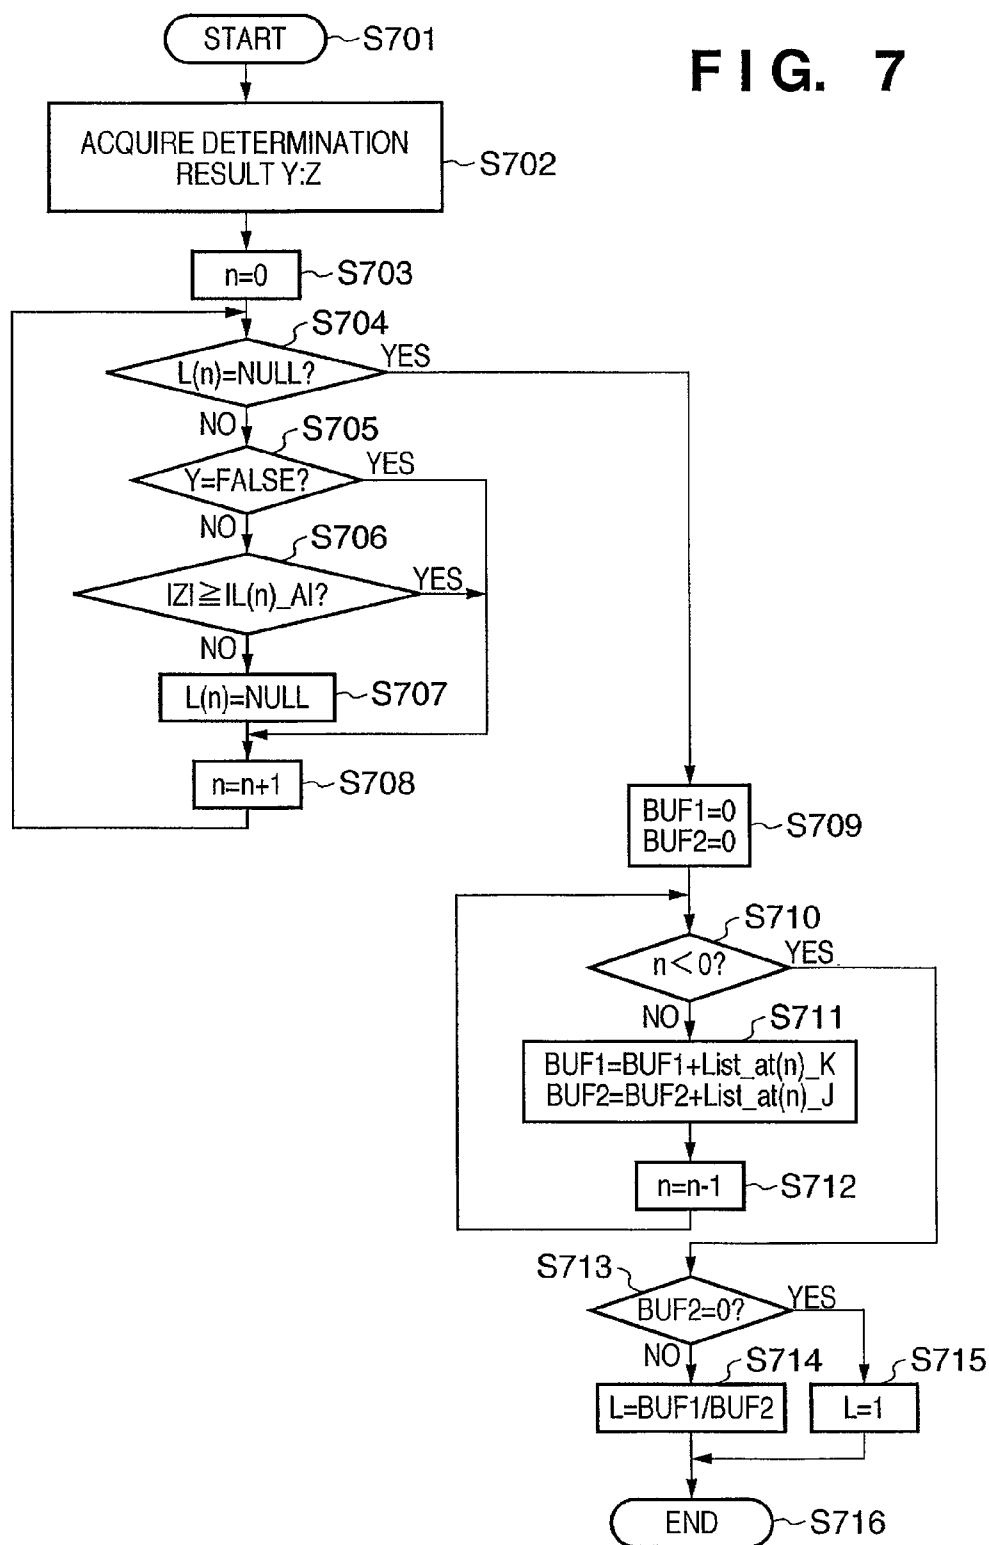 START
S701
FIG. 7
ACQUIRE DETERMINATION
RESULT Y:Z
S702
n=0
S703
S704
L(n)=NULL?
YES
NO
S705
Y=FALSE?
YES
NO
S706
|Z|≧|L(n)_A|?
YES
NO
L(n)=NULL
S707
n=n+1
S708
BUF1=0
BUF2=0
S709
S710
n<0?
YES
NO
S711
BUF1=BUF1+List_at(n)_K
BUF2=BUF2+List_at(n)_J
n=n-1
S712
S713
BUF2=0?
YES
NO
S714
L=BUF1/BUF2
S715
L=1
END
S716